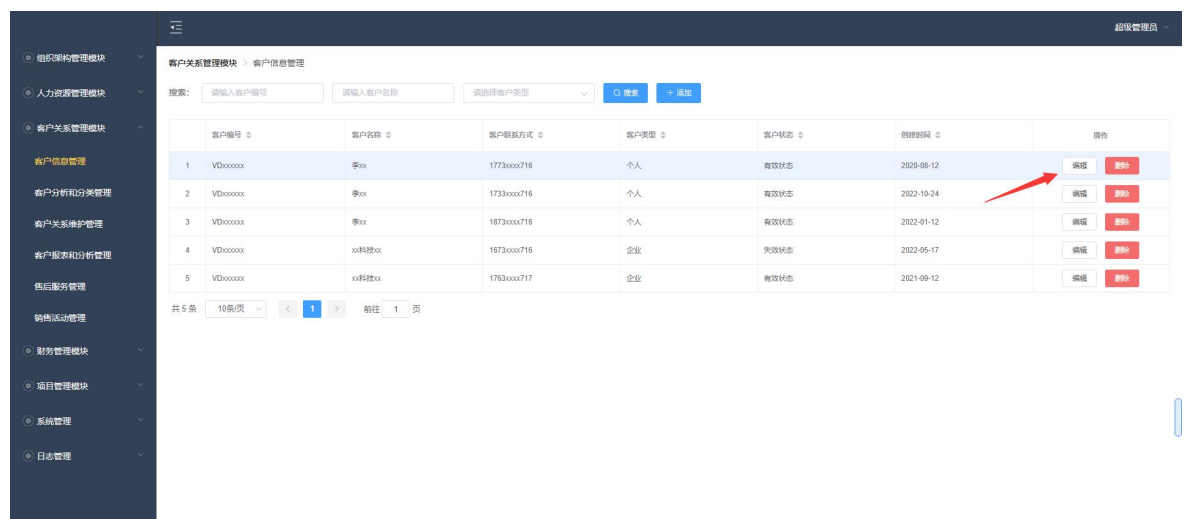 超级管理员
组织架构管理模块
人力资源管理模块
客户关系管理模块
客户信息管理
客户分析和分类管理
客户关系维护管理
客户报表和分析管理
售后服务管理
销售活动管理
财务管理模块
项目管理模块
系统管理
日志管理
客户关系管理模块 > 客户信息管理
搜索: 请输入客户编号 请输入客户名称 请选择客户类型 搜索 + 添加
客户编号 客户名称 客户联系方式 客户类型 客户状态 创建时间 操作
1 VDxxxxxx 李xx 1773xxxx716 个人 有效状态 2020-08-12 编辑 删除
2 VDxxxxxx 李xx 1733xxxx716 个人 有效状态 2022-10-24 编辑 删除
3 VDxxxxxx 李xx 1873xxxx716 个人 有效状态 2022-01-12 编辑 删除
4 VDxxxxxx xx科技xx 1673xxxx716 企业 失效状态 2022-05-17 编辑 删除
5 VDxxxxxx xx科技xx 1763xxxx717 企业 有效状态 2021-09-12 编辑 删除
共 5 条 10条/页 < 1 > 前往 1 页